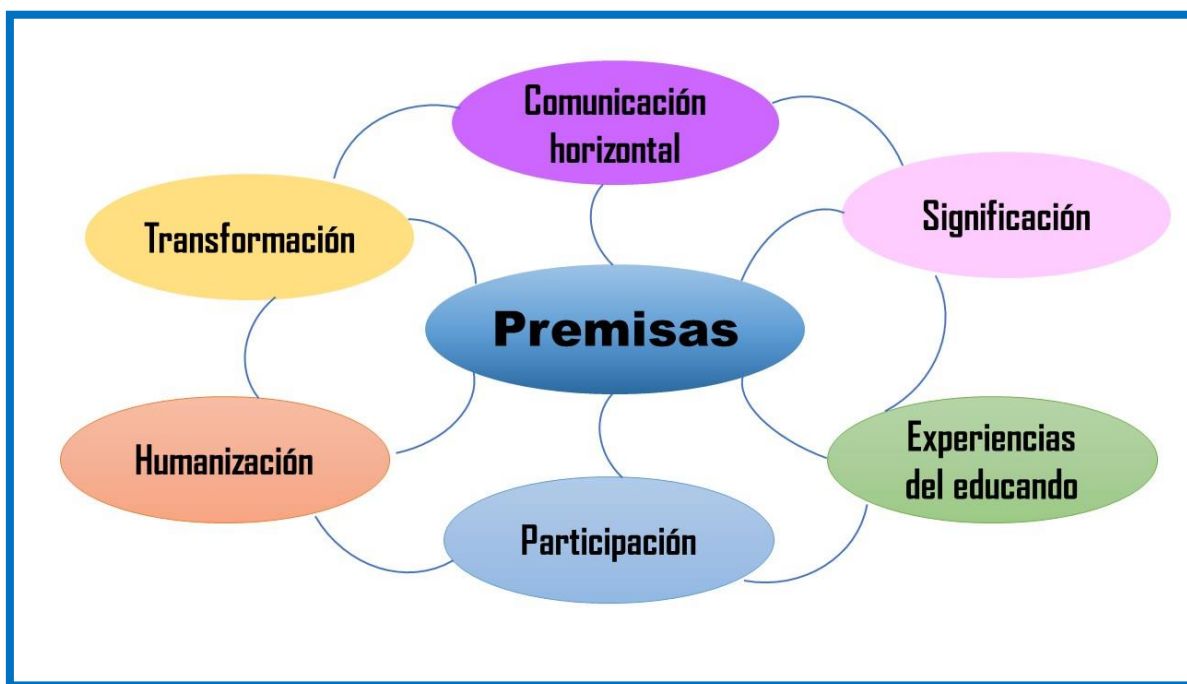 Comunicación
horizontal
Transformación
Significación
Premisas
Humanización
Experiencias
del educando
Participación